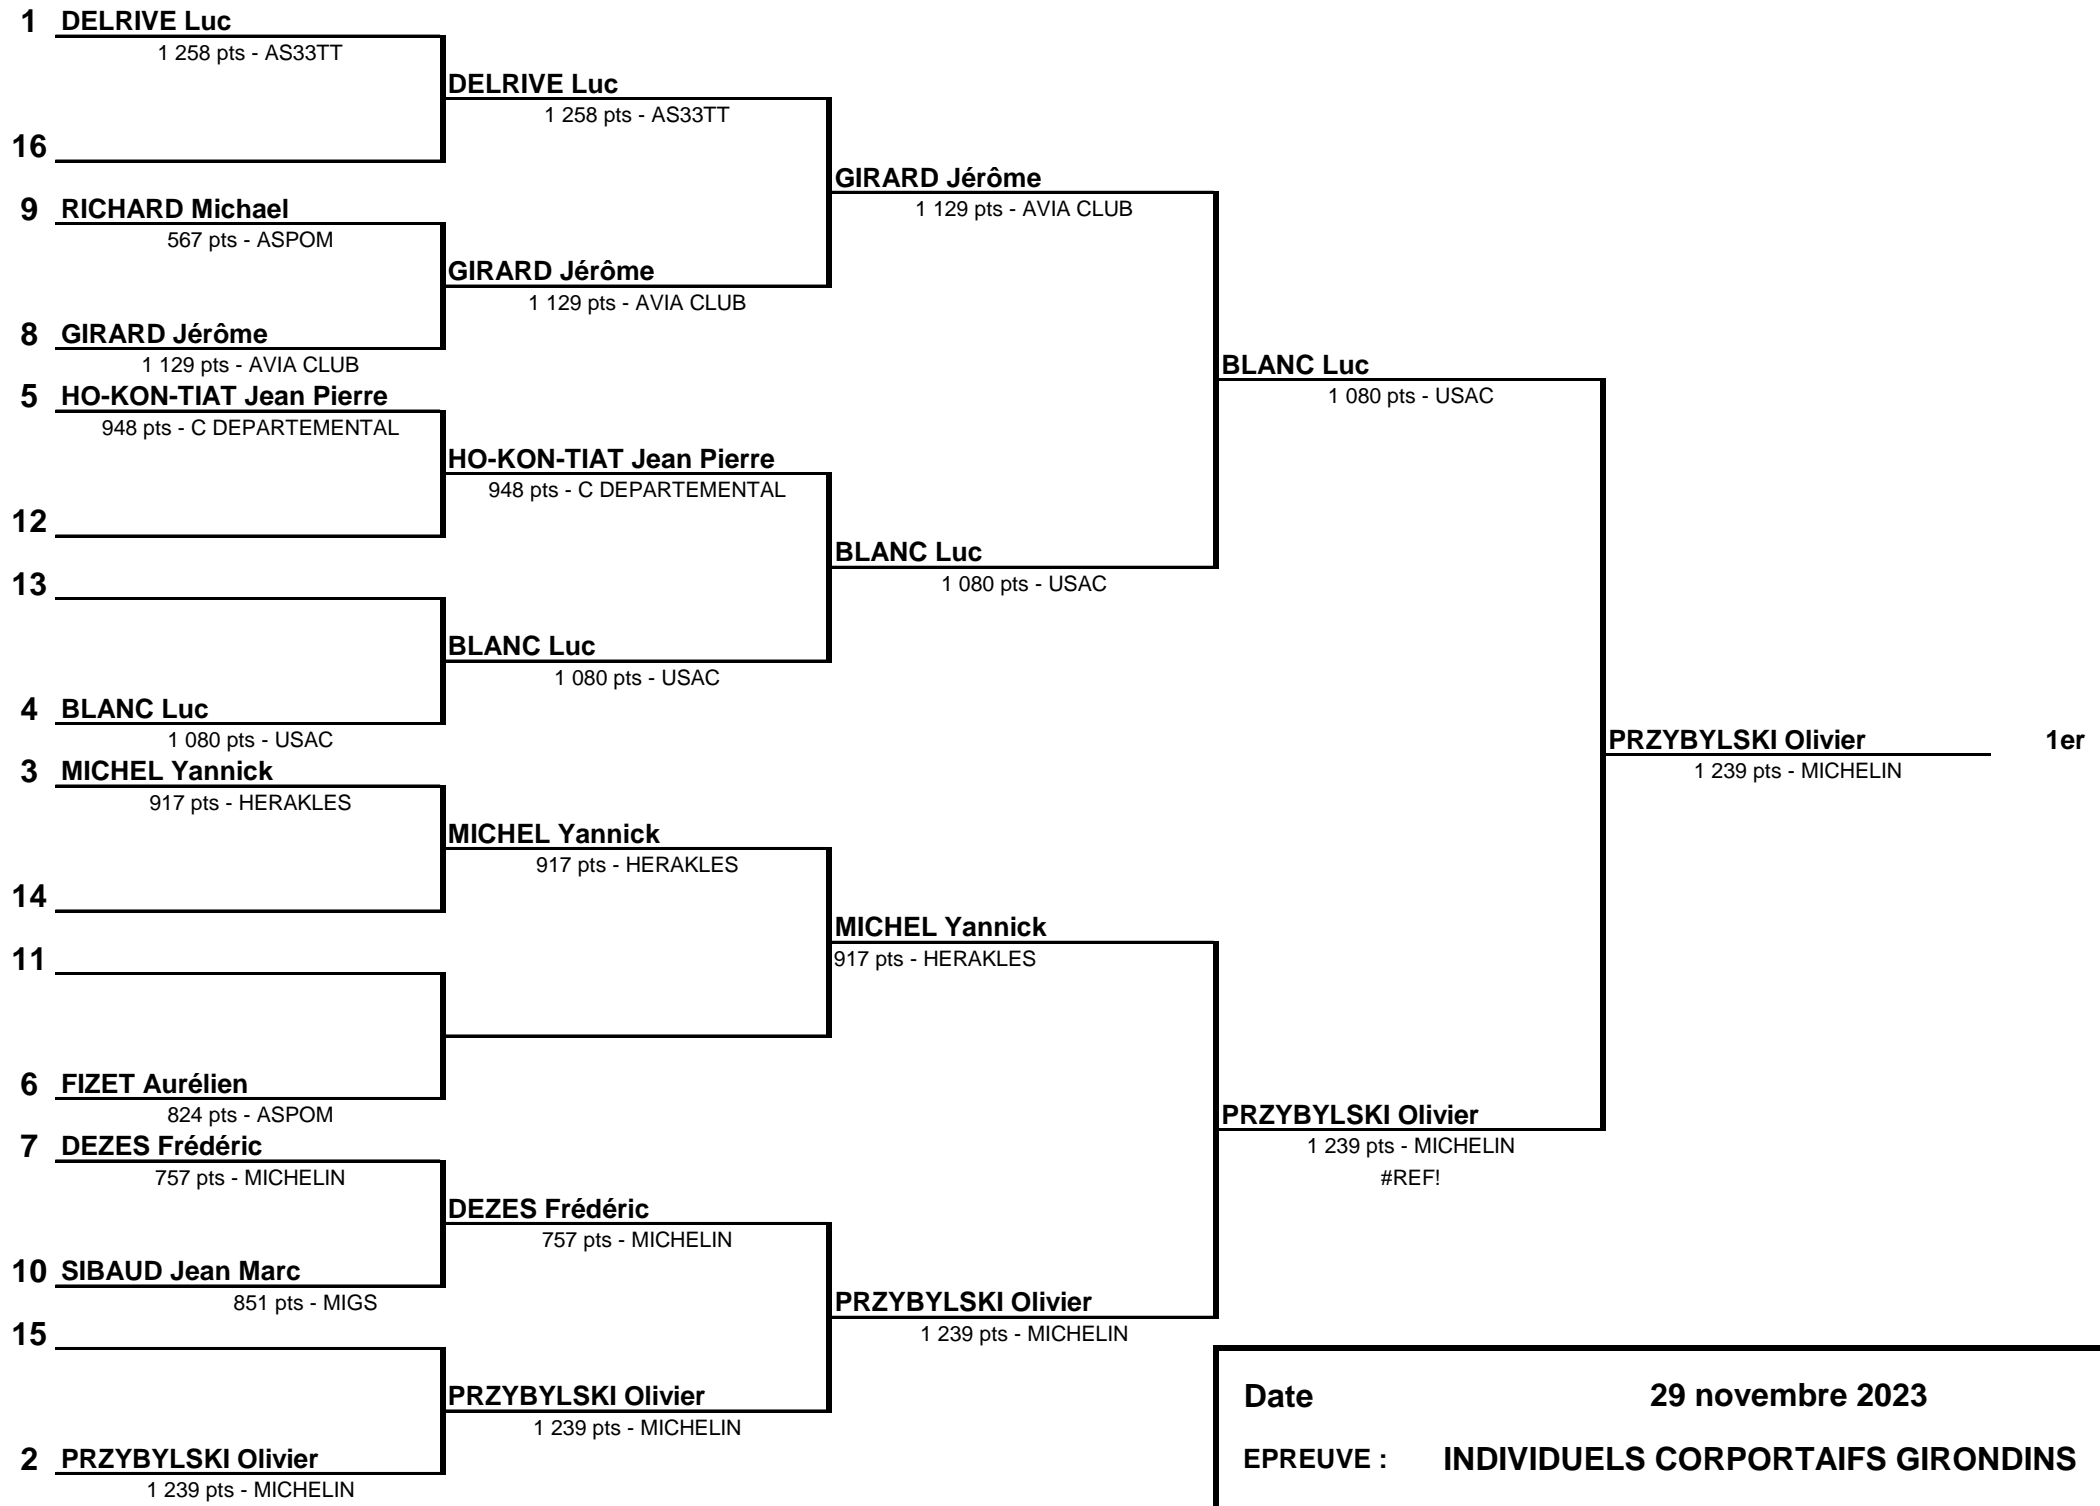 1 DELRIVE Luc
1 258 pts - AS33TT
DELRIVE Luc
1 258 pts - AS33TT
16
GIRARD Jérôme
1 129 pts - AVIA CLUB
9 RICHARD Michael
567 pts - ASPOM
GIRARD Jérôme
1 129 pts - AVIA CLUB
8 GIRARD Jérôme
1 129 pts - AVIA CLUB
BLANC Luc
1 080 pts - USAC
5 HO-KON-TIAT Jean Pierre
948 pts - C DEPARTEMENTAL
HO-KON-TIAT Jean Pierre
948 pts - C DEPARTEMENTAL
12
BLANC Luc
1 080 pts - USAC
13
BLANC Luc
1 080 pts - USAC
4 BLANC Luc
1 080 pts - USAC
PRZYBYLSKI Olivier 1er
1 239 pts - MICHELIN
3 MICHEL Yannick
917 pts - HERAKLES
MICHEL Yannick
917 pts - HERAKLES
14
MICHEL Yannick
917 pts - HERAKLES
11
6 FIZET Aurélien
824 pts - ASPOM
PRZYBYLSKI Olivier
1 239 pts - MICHELIN
#REF!
7 DEZES Frédéric
757 pts - MICHELIN
DEZES Frédéric
757 pts - MICHELIN
10 SIBAUD Jean Marc
851 pts - MIGS
PRZYBYLSKI Olivier
1 239 pts - MICHELIN
15
PRZYBYLSKI Olivier
1 239 pts - MICHELIN
2 PRZYBYLSKI Olivier
1 239 pts - MICHELIN
Date 29 novembre 2023
EPREUVE : INDIVIDUELS CORPORTAIFS GIRONDINS